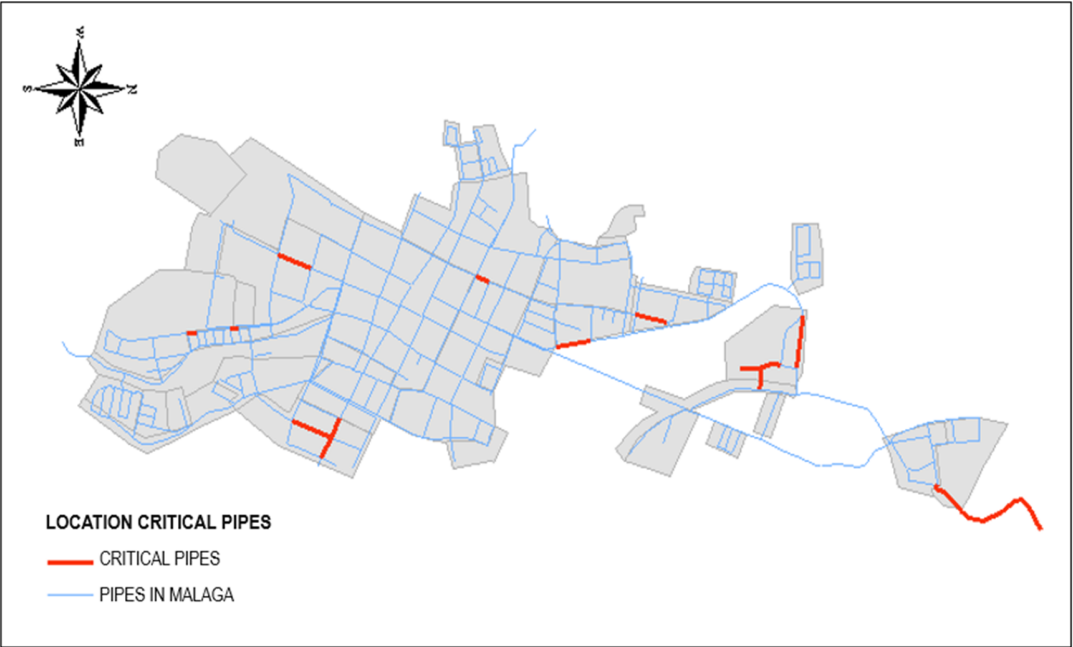 W
S
N
E
LOCATION CRITICAL PIPES
CRITICAL PIPES
PIPES IN MALAGA